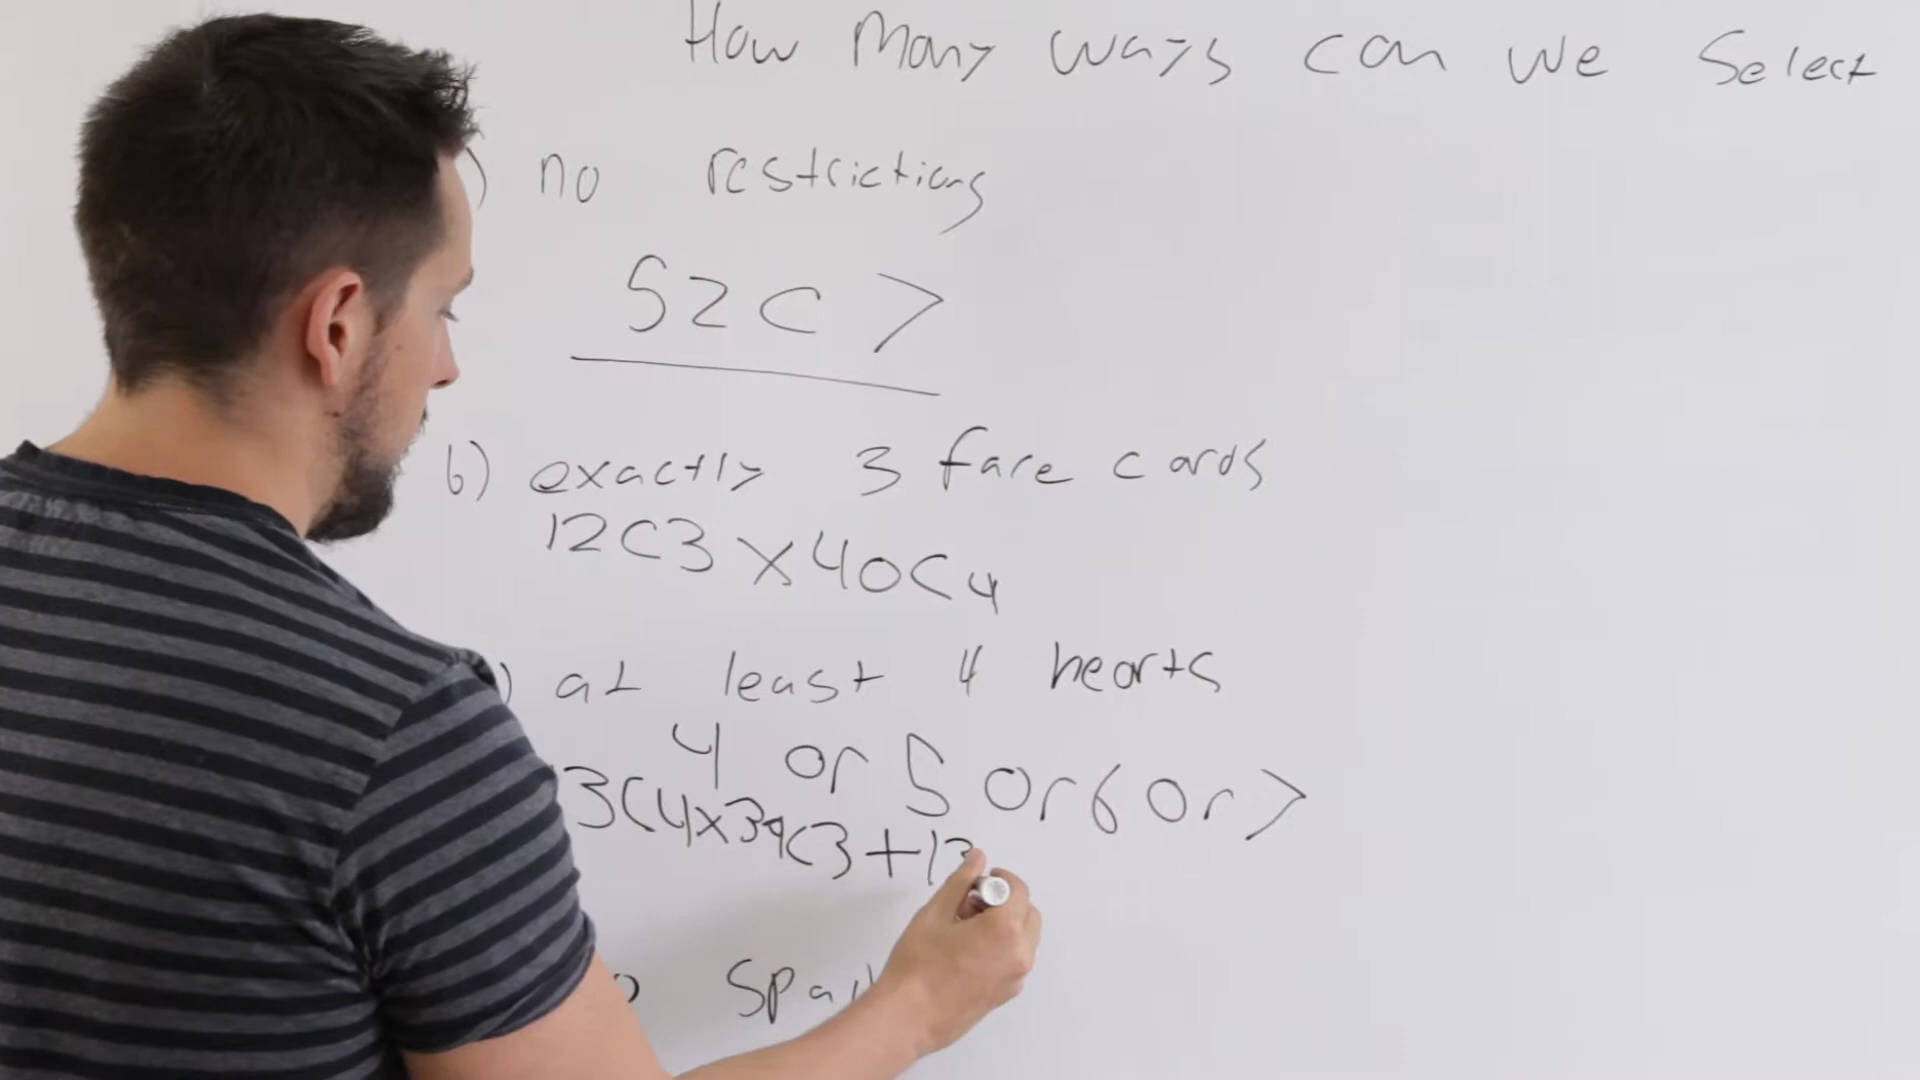 How Many ways can we Select
) no restrictions
52C7
b) exactly 3 face cards
12C3 X 40C4
) at least 4 hearts
4 or 5 or 6 or 7
3C4x39C3+13
o Spa